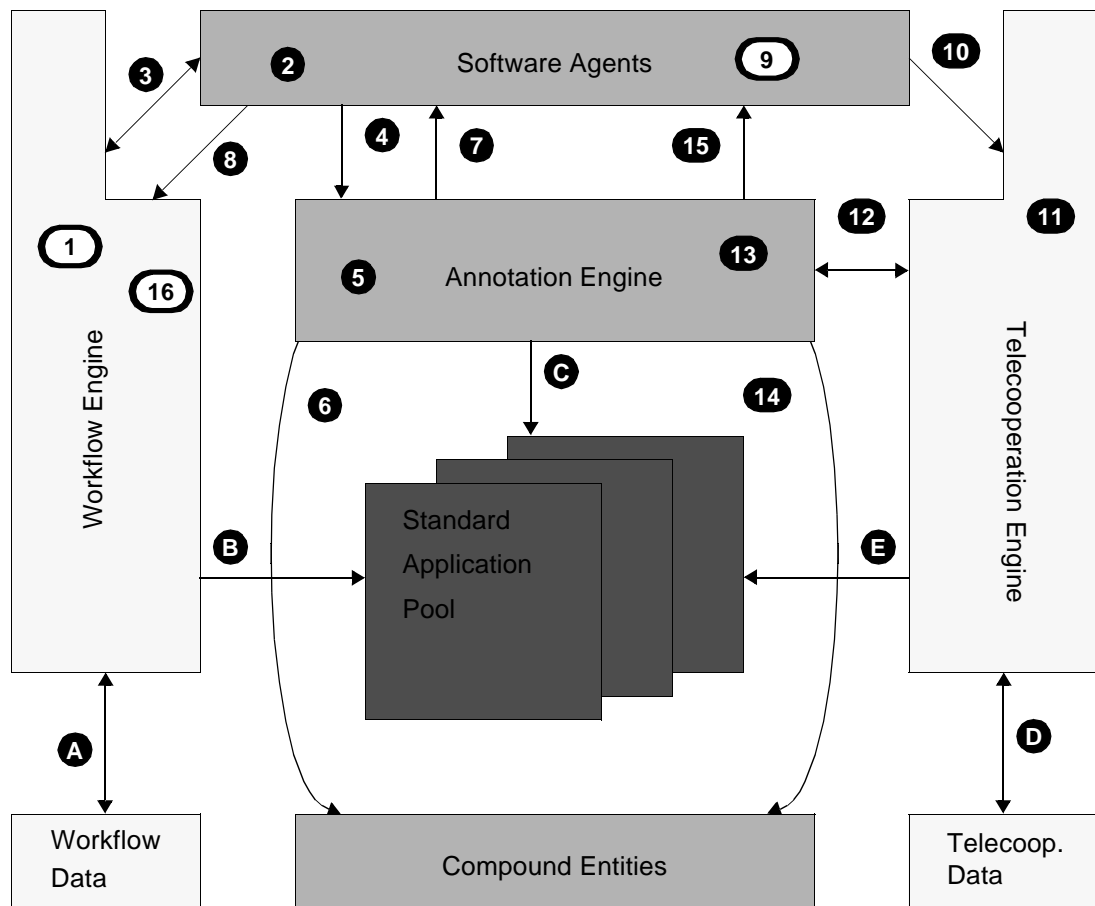 2
Software Agents
9
10
3
4
7
15
8
12
11
1
16
5
Annotation Engine
13
Workflow Engine
Telecooperation Engine
6
C
14
Standard
Application
Pool
B
E
A
D
Workflow
Data
Compound Entities
Telecoop.
Data